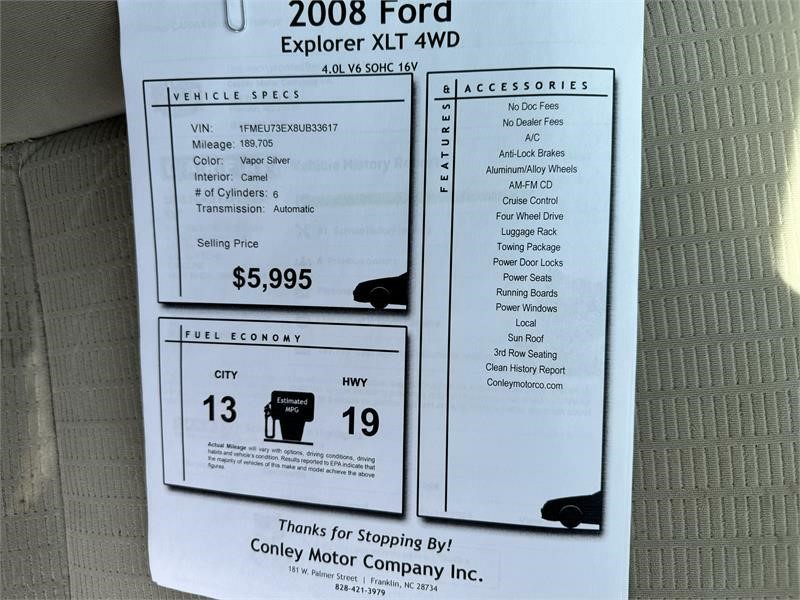 2008 Ford
Explorer XLT 4WD
4.0L V6 SOHC 16V
VEHICLE SPECS
VIN: 1FMEU73EX8UB33617
Mileage: 189,705
Color: Vapor Silver
Interior: Camel
# of Cylinders: 6
Transmission: Automatic
Selling Price
$5,995
FUEL ECONOMY
CITY
13
Estimated
MPG
HWY
19
Actual Mileage will vary with options, driving conditions, driving
habits and vehicle's condition. Results reported to EPA indicate that
the majority of vehicles of this make and model achieve the above
figures.
FEATURES & ACCESSORIES
No Doc Fees
No Dealer Fees
A/C
Anti-Lock Brakes
Aluminum/Alloy Wheels
AM-FM CD
Cruise Control
Four Wheel Drive
Luggage Rack
Towing Package
Power Door Locks
Power Seats
Running Boards
Power Windows
Local
Sun Roof
3rd Row Seating
Clean History Report
Conleymotorco.com
Thanks for Stopping By!
Conley Motor Company Inc.
181 W. Palmer Street | Franklin, NC 28734
828-421-3979